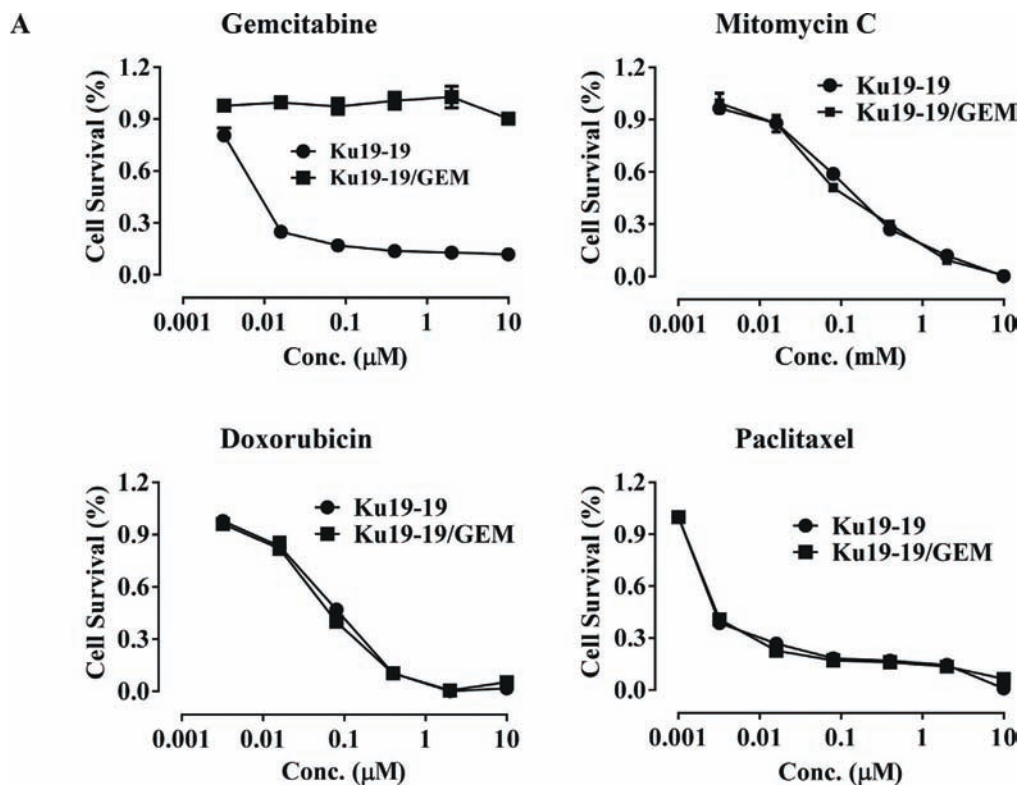 A
Gemcitabine
Cell Survival (%)
1.2
0.9
0.6
0.3
0.0
Ku19-19
Ku19-19/GEM
0.001 0.01 0.1 1 10
Conc. (μM)
Mitomycin C
Cell Survival (%)
1.2
0.9
0.6
0.3
0.0
Ku19-19
Ku19-19/GEM
0.001 0.01 0.1 1 10
Conc. (mM)
Doxorubicin
Cell Survival (%)
1.2
0.9
0.6
0.3
0.0
Ku19-19
Ku19-19/GEM
0.001 0.01 0.1 1 10
Conc. (μM)
Paclitaxel
Cell Survival (%)
1.2
0.9
0.6
0.3
0.0
Ku19-19
Ku19-19/GEM
0.001 0.01 0.1 1 10
Conc. (μM)